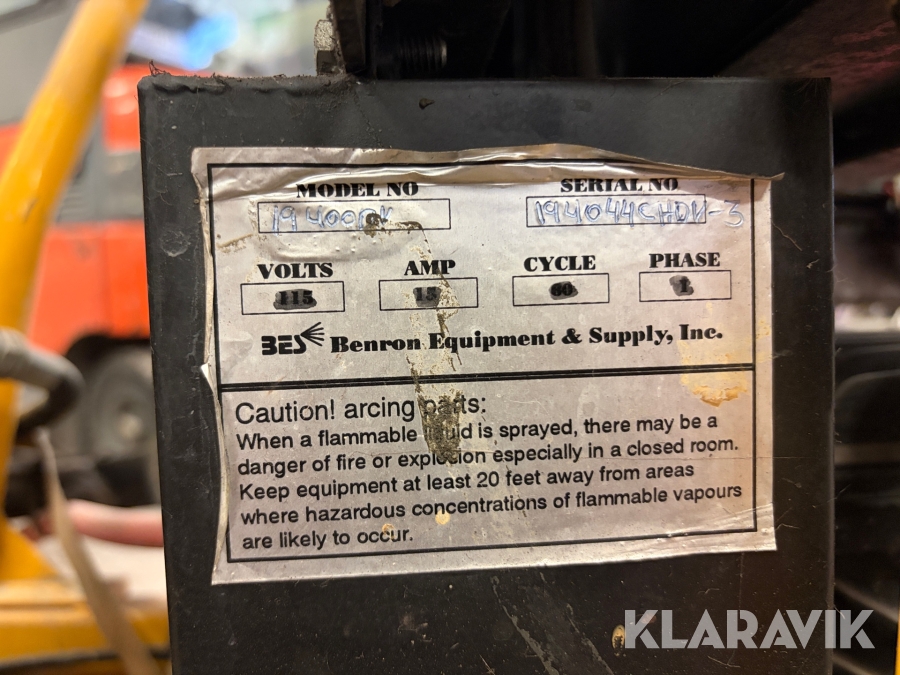 MODEL NO SERIAL NO
VOLTS AMP CYCLE PHASE
115 15 60 1
BES Benron Equipment & Supply, Inc.
Caution! arcing parts:
When a flammable liquid is sprayed, there may be a
danger of fire or explosion especially in a closed room.
Keep equipment at least 20 feet away from areas
where hazardous concentrations of flammable vapours
are likely to occur.
KLARAVIK